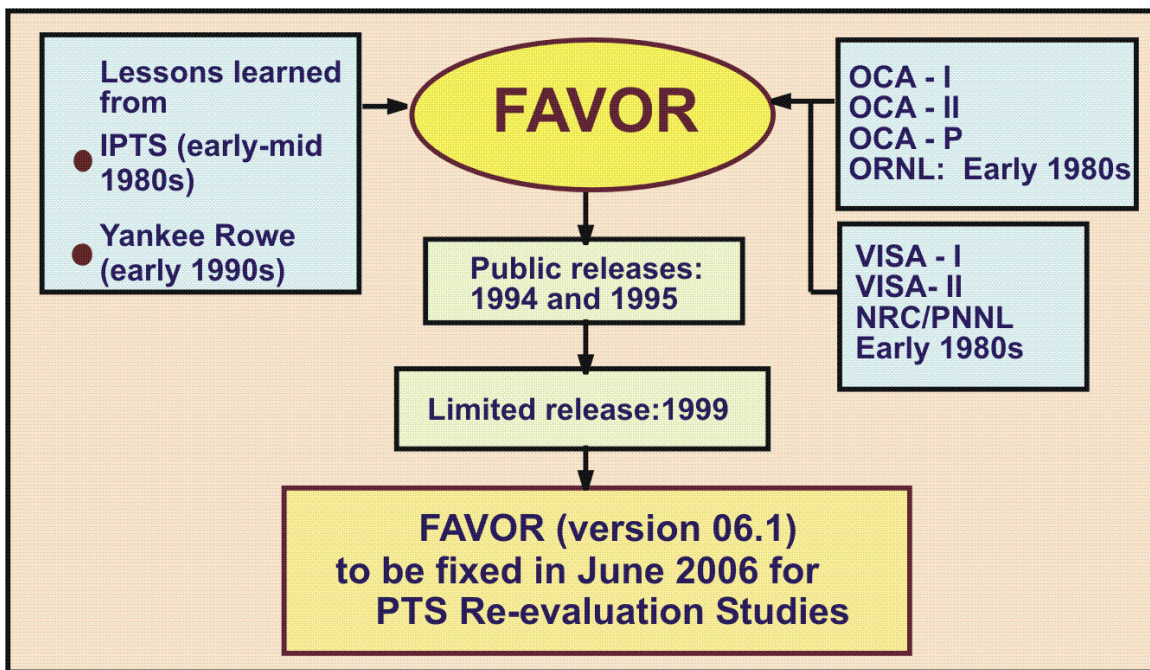 Lessons learned
from
IPTS (early-mid
1980s)
Yankee Rowe
(early 1990s)
FAVOR
OCA - I
OCA - II
OCA - P
ORNL:  Early 1980s
VISA - I
VISA- II
NRC/PNNL
Early 1980s
Public releases:
1994 and 1995
Limited release:1999
FAVOR (version 06.1)
to be fixed in June 2006 for
PTS Re-evaluation Studies